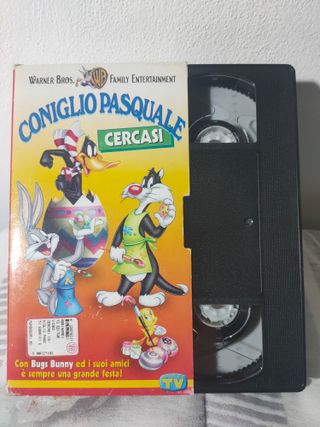 WARNER BROS. WB FAMILY ENTERTAINMENT
CONIGLIO PASQUALE
CERCASI
Con Bugs Bunny ed i suoi amici
è sempre una grande festa!
TV